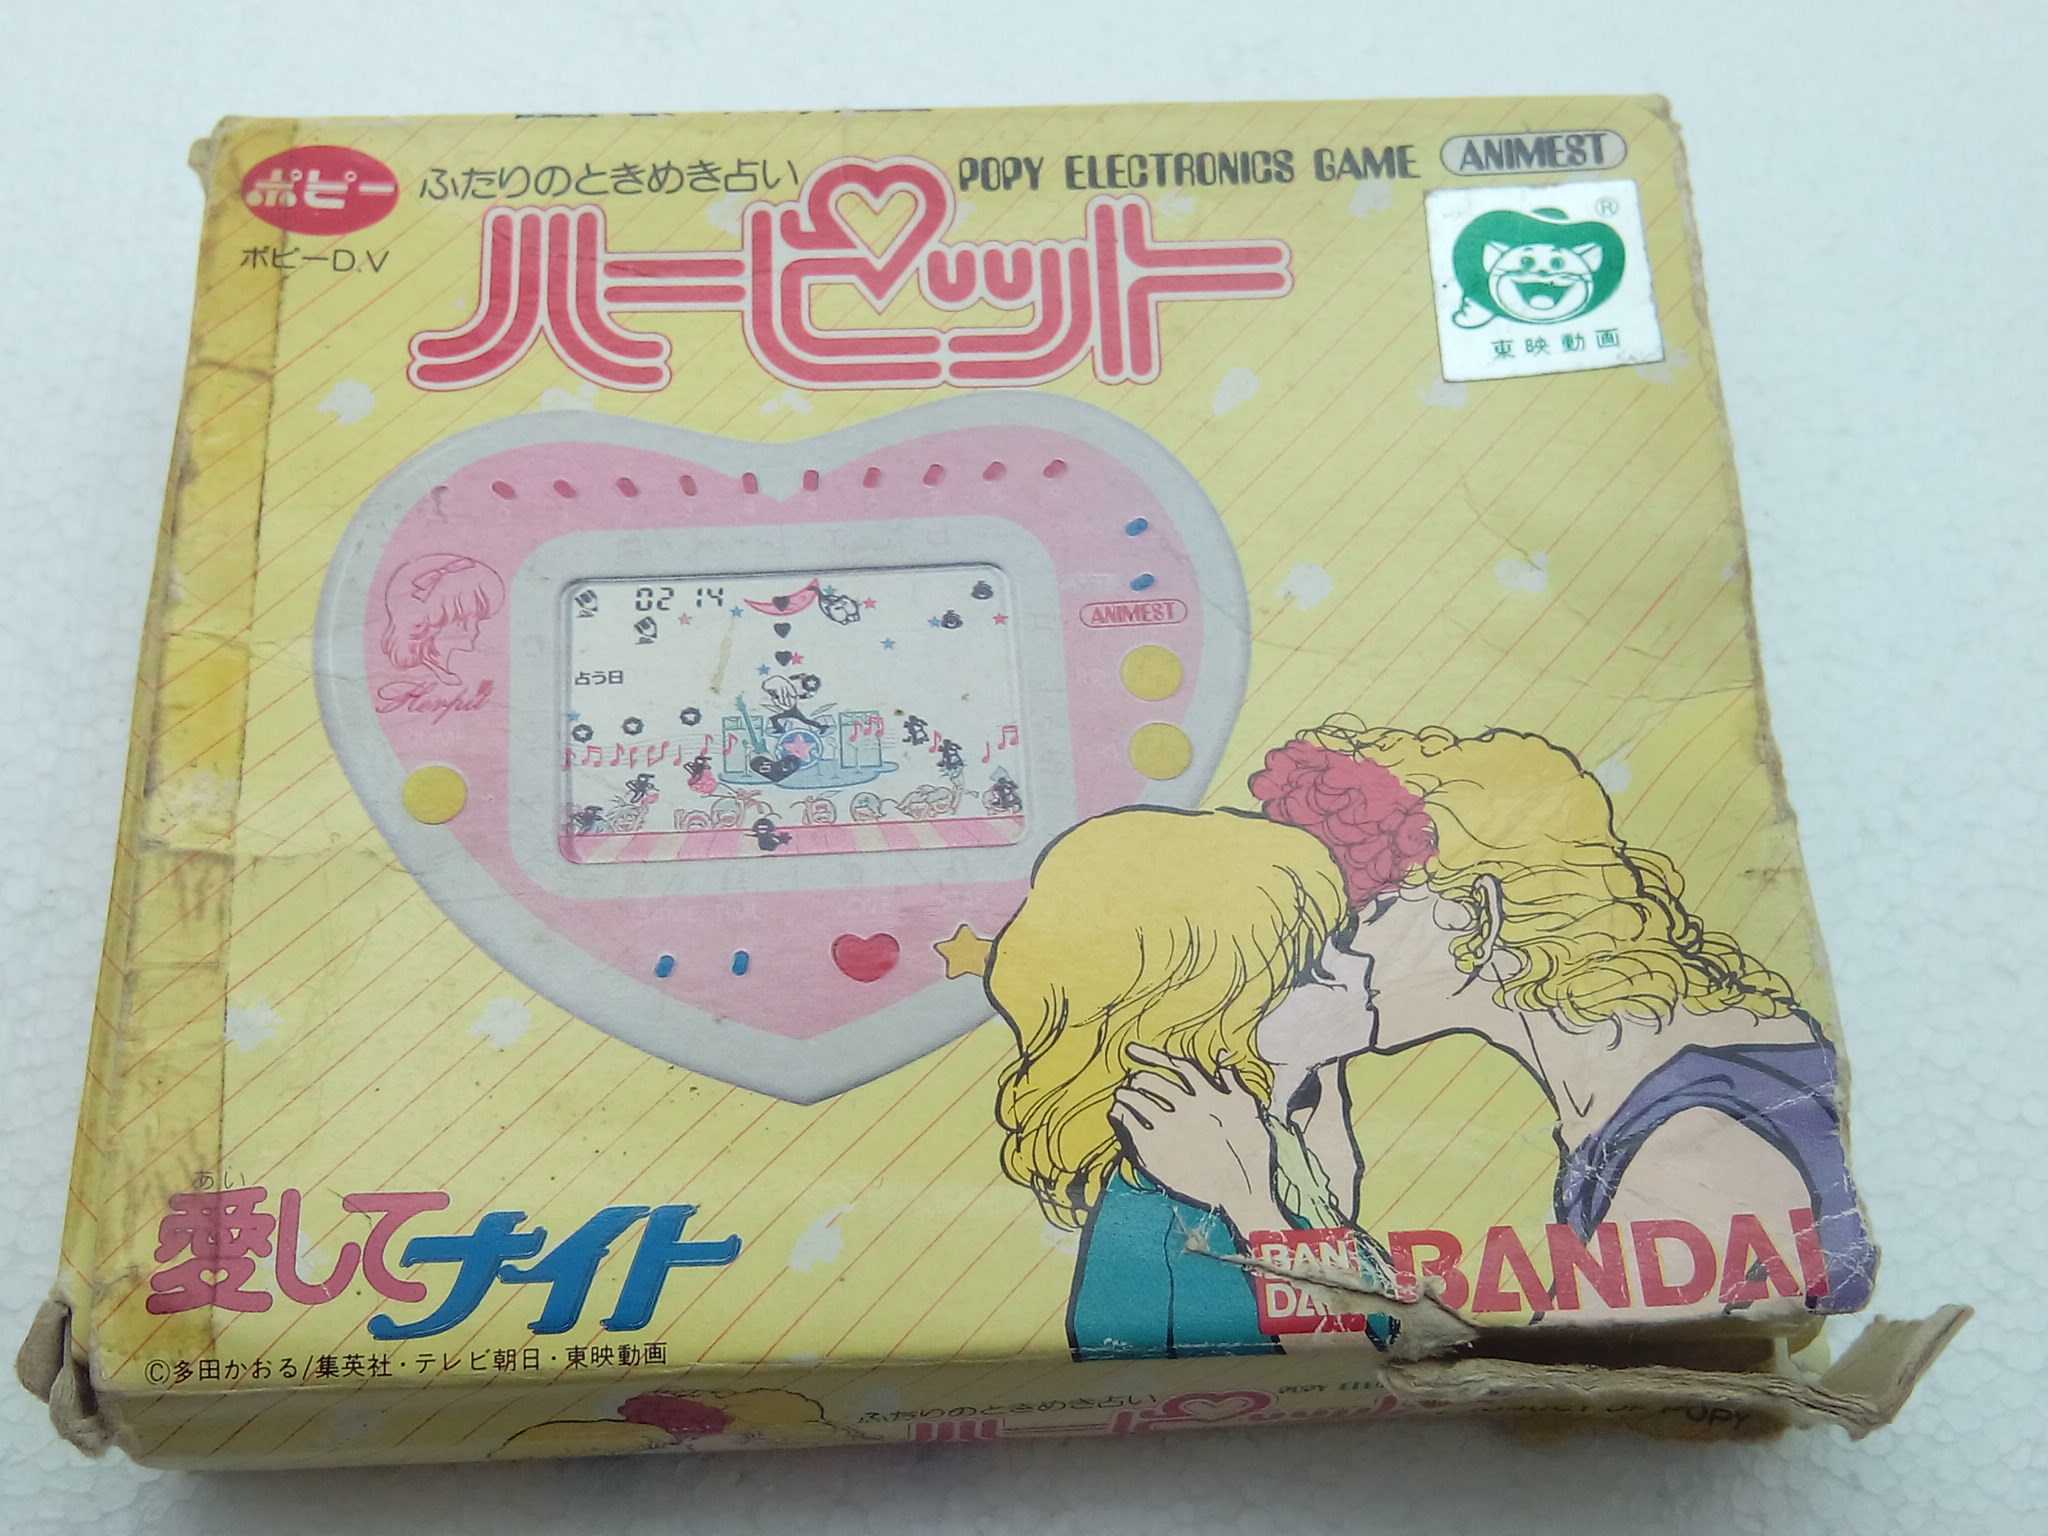 ポピー
ポピーD.V
ふたりのときめき占い
POPY ELECTRONICS GAME
ANIMEST
ハーピット
®
東映動画
02 14
占う日
Herpit
ANIMEST
愛してナイト
あい
BAN
BANDAI
©多田かおる/集英社・テレビ朝日・東映動画
ふたりのときめき占い
ハーピット
POPY
POPY